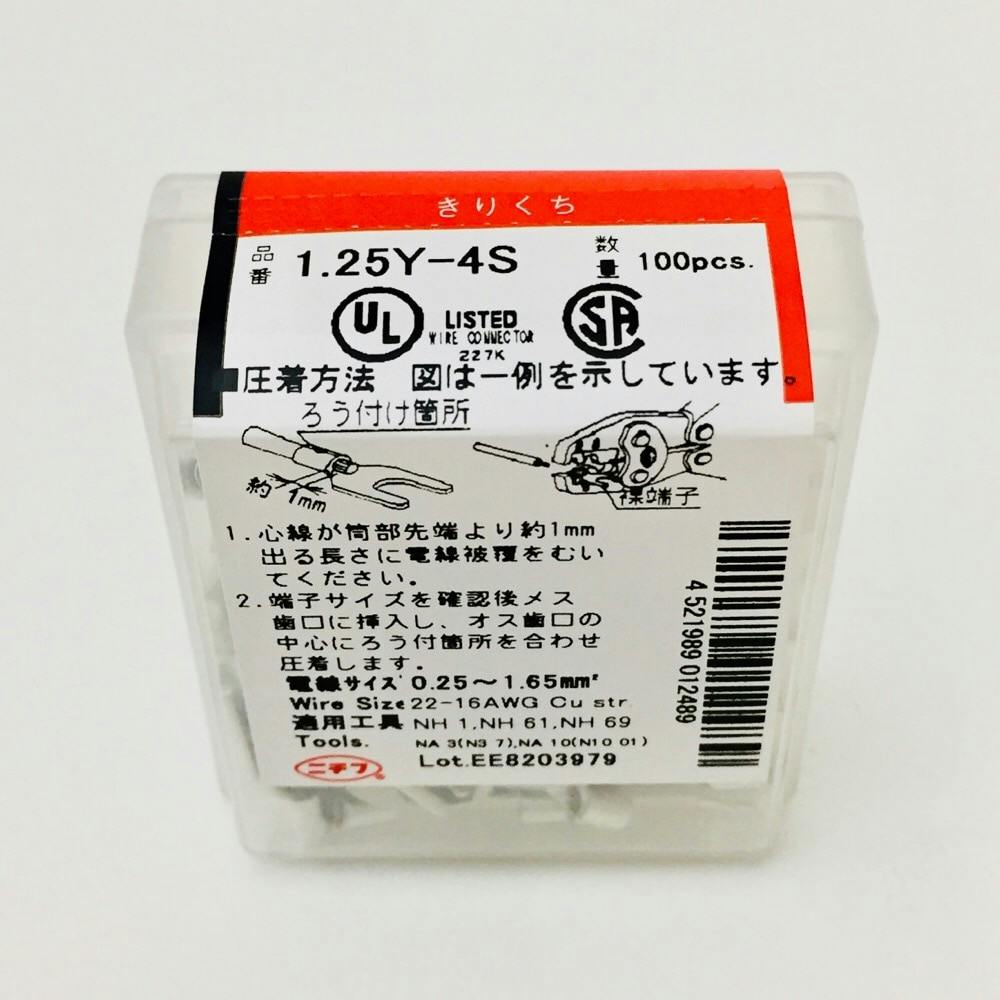 きりくち
品番 1.25Y-4S 数量 100pcs.
UL LISTED
WIRE CONNECTOR
227K
SA
■圧着方法 図は一例を示しています。
ろう付け箇所
約1mm
裸端子
1.心線が筒部先端より約1mm
出る長さに電線被覆をむい
てください。
2.端子サイズを確認後メス
歯口に挿入し、オス歯口の
中心にろう付箇所を合わせ
圧着します。
電線サイズ 0.25～1.65mm²
Wire Size 22-16AWG Cu str.
適用工具 NH 1,NH 61,NH 69
Tools. NA 3(N3 7),NA 10(N10 01)
ニチフ® Lot.EE8203979
4 521989 012489